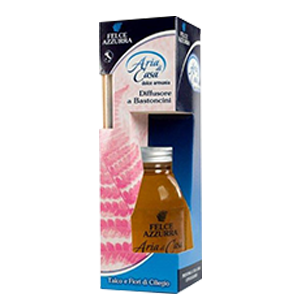 FELCE
AZZURRA
Aria di
Casa
dolce armonia
Diffusore
a Bastoncini
FELCE
AZZURRA
Aria di Casa
Talco e Fiori di Ciliegio